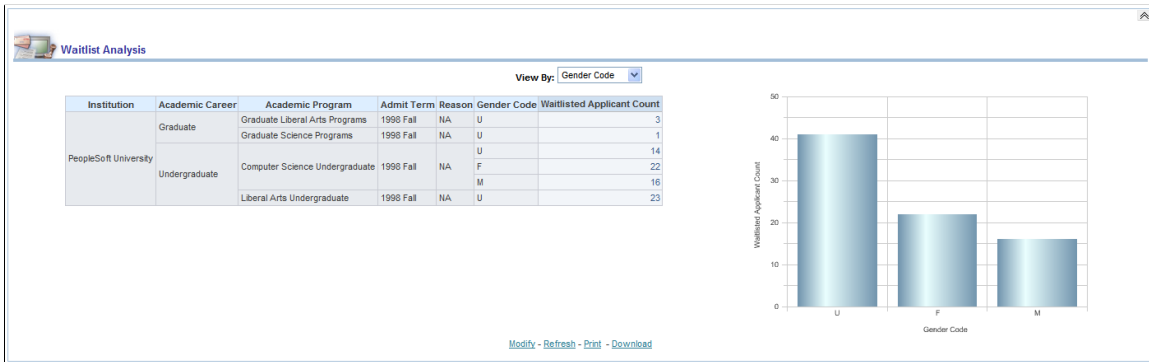 Waitlist Analysis
View By: Gender Code
Institution Academic Career Academic Program Admit Term Reason Gender Code Waitlisted Applicant Count
PeopleSoft University Graduate Graduate Liberal Arts Programs 1998 Fall NA U 3
Graduate Science Programs 1998 Fall NA U 1
Undergraduate Computer Science Undergraduate 1998 Fall NA U 14
F 22
M 16
Liberal Arts Undergraduate 1998 Fall NA U 23
Waitlisted Applicant Count
50
40
30
20
10
0
U F M
Gender Code
Modify - Refresh - Print - Download